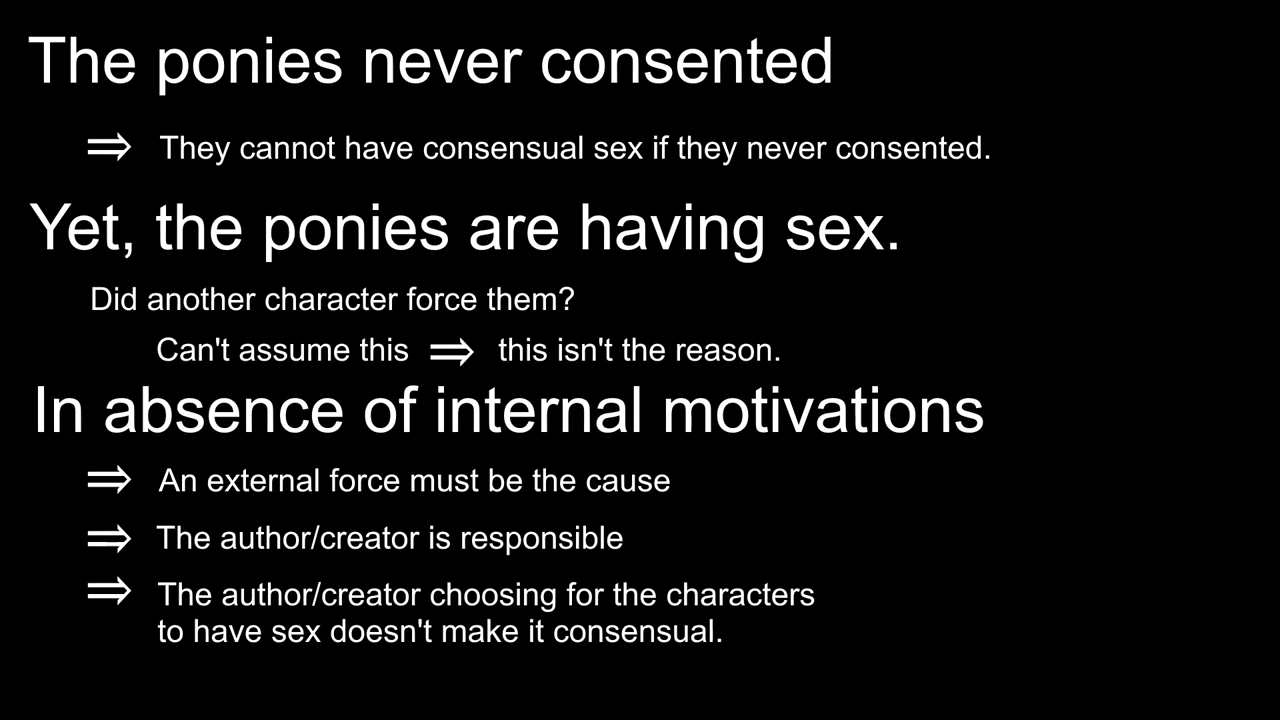 The ponies never consented
⇒ They cannot have consensual sex if they never consented.
Yet, the ponies are having sex.
Did another character force them?
Can't assume this ⇒ this isn't the reason.
In absence of internal motivations
⇒ An external force must be the cause
⇒ The author/creator is responsible
⇒ The author/creator choosing for the characters
to have sex doesn't make it consensual.